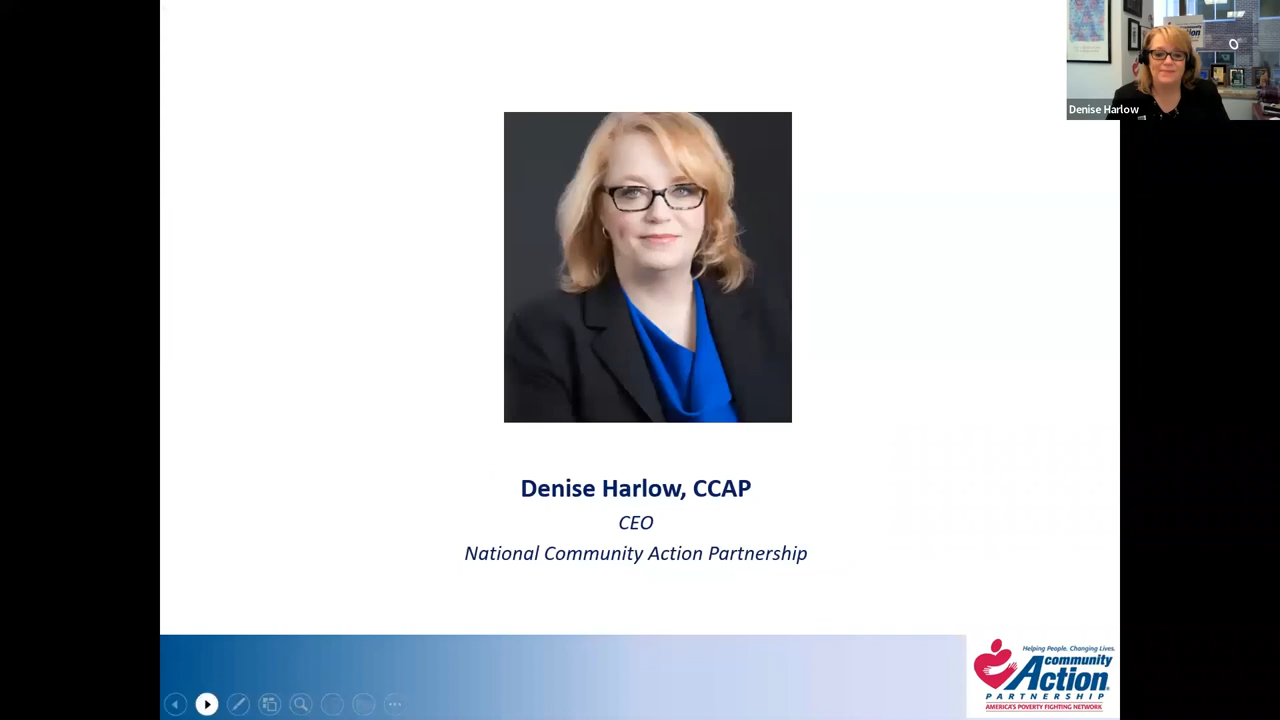 Denise Harlow
Denise Harlow, CCAP
CEO
National Community Action Partnership
Helping People. Changing Lives.
community
Action
PARTNERSHIP
AMERICA'S POVERTY FIGHTING NETWORK